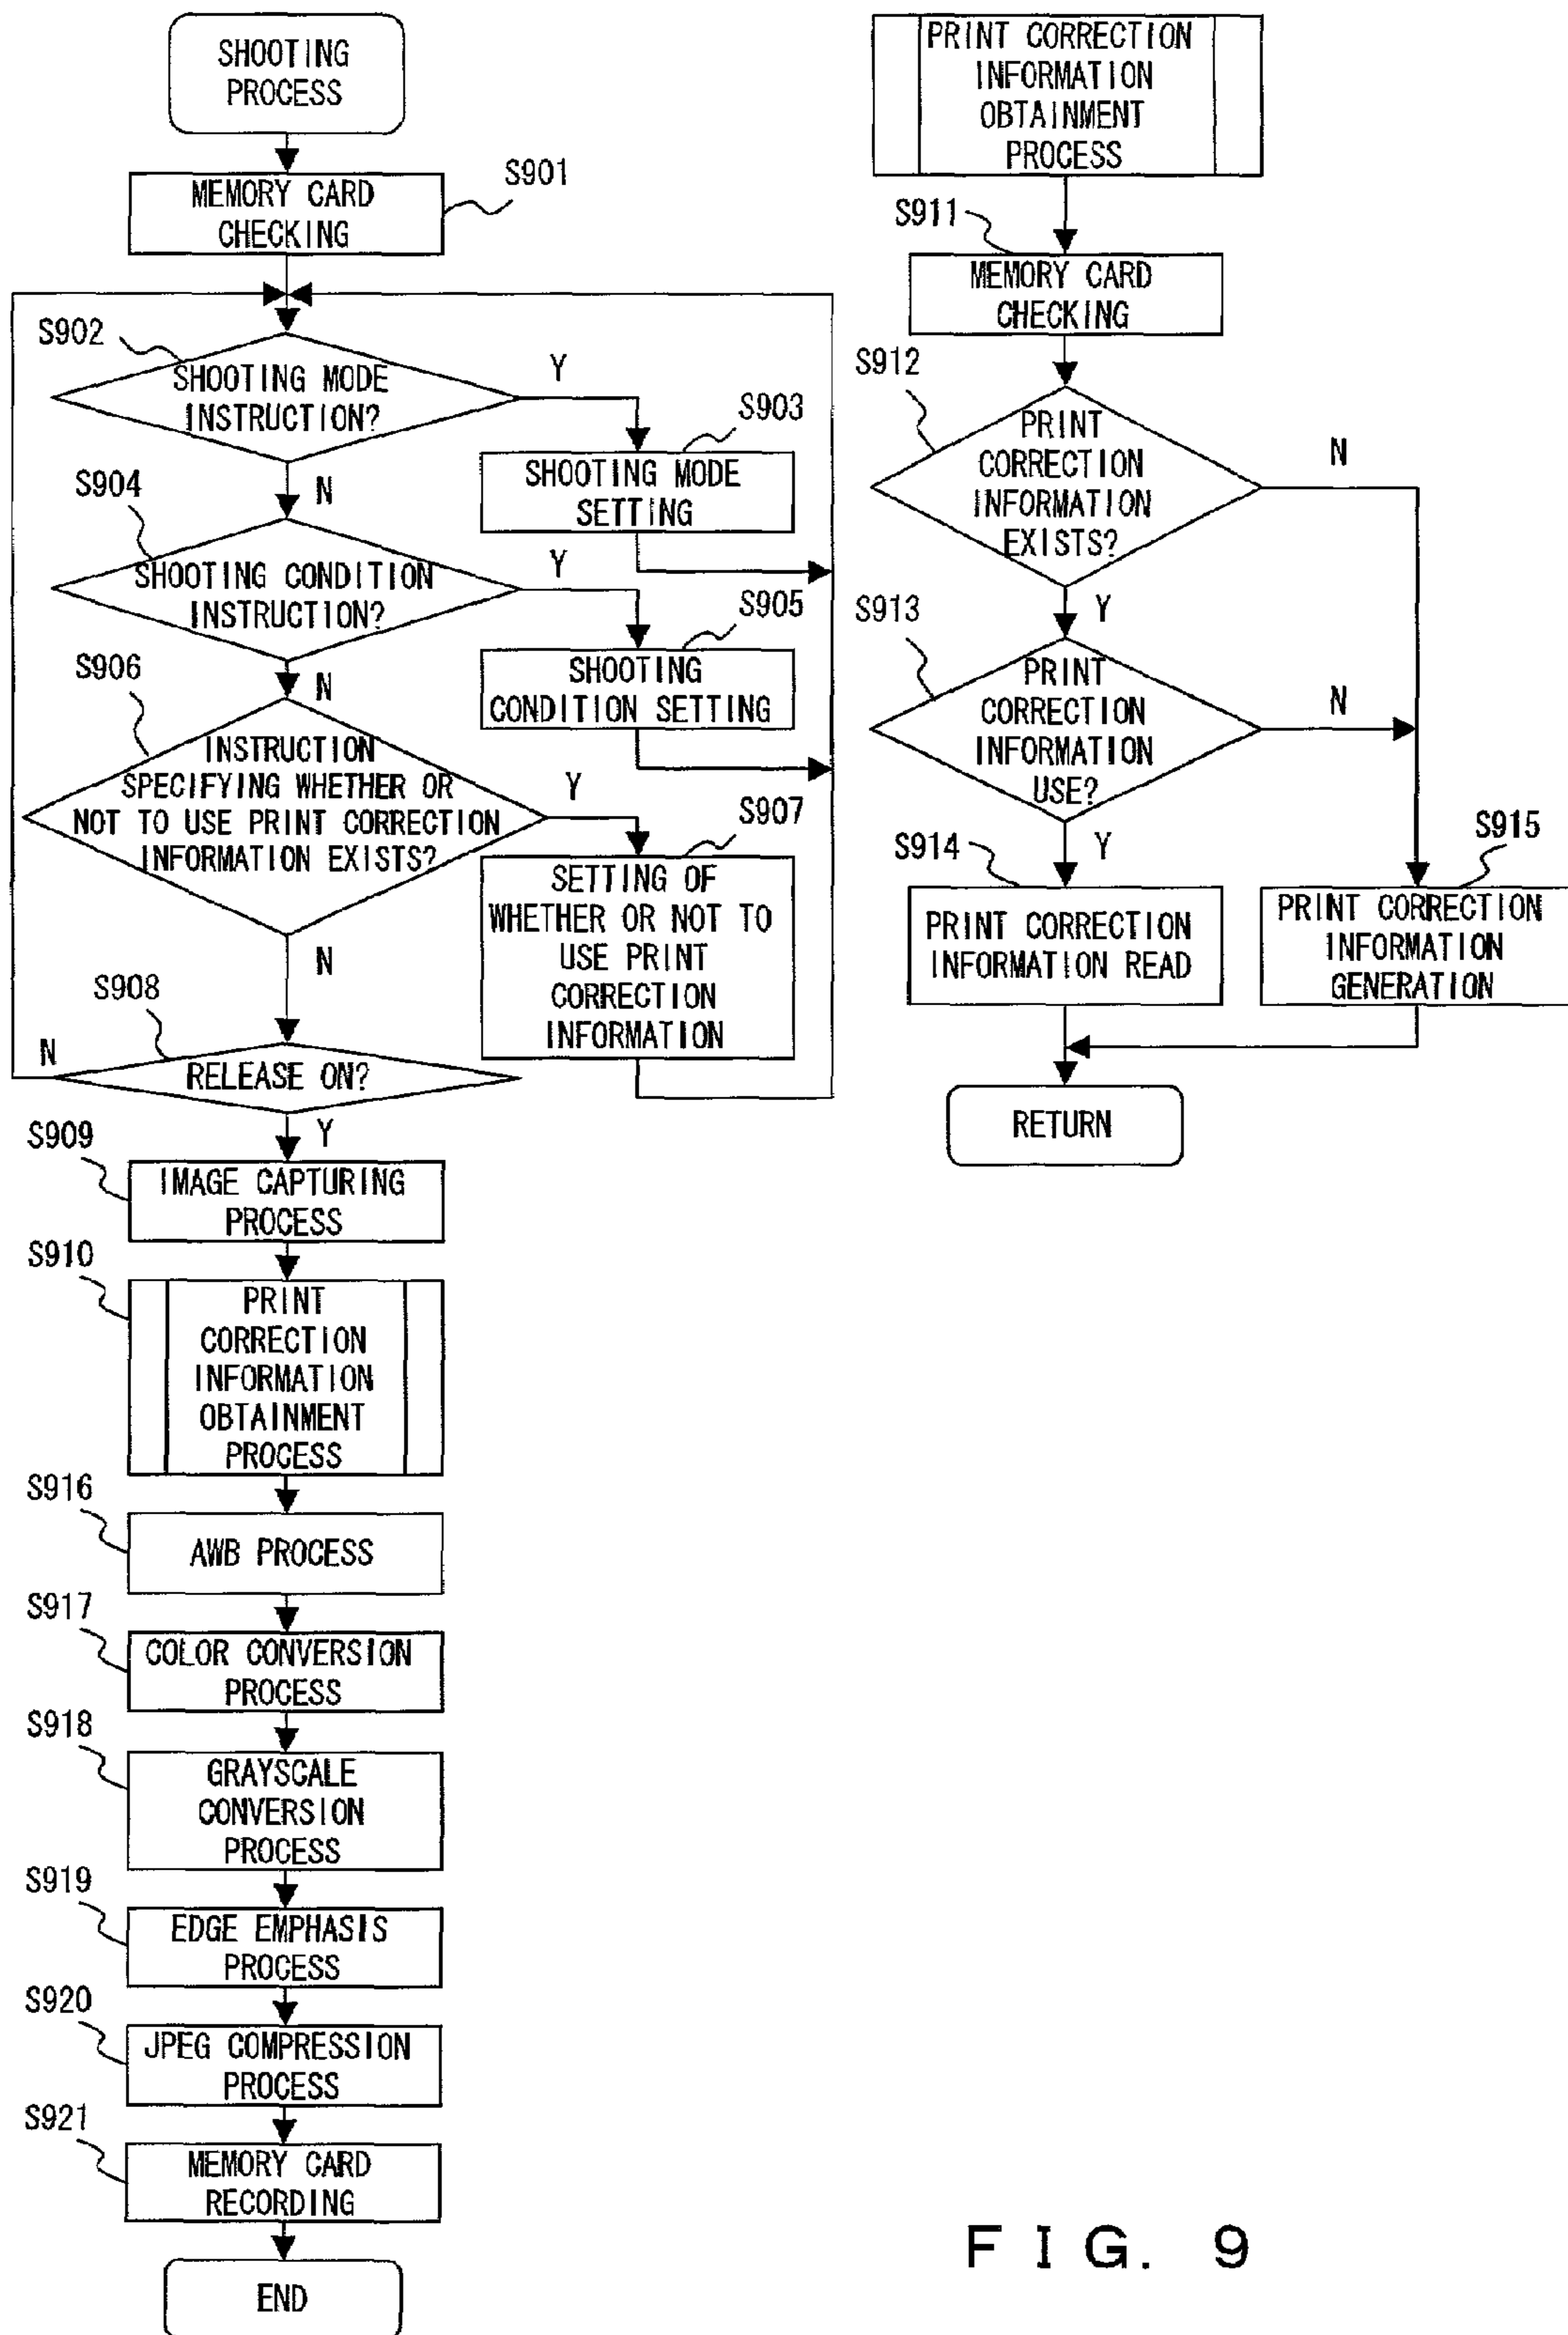 SHOOTING
PROCESS
S901
MEMORY CARD
CHECKING
S902
SHOOTING MODE
INSTRUCTION?
Y
N
S903
SHOOTING MODE
SETTING
S904
SHOOTING CONDITION
INSTRUCTION?
Y
N
S905
SHOOTING
CONDITION SETTING
S906
INSTRUCTION
SPECIFYING WHETHER OR
NOT TO USE PRINT CORRECTION
INFORMATION EXISTS?
Y
N
S907
SETTING OF
WHETHER OR NOT TO
USE PRINT
CORRECTION
INFORMATION
S908
N
RELEASE ON?
Y
S909
IMAGE CAPTURING
PROCESS
S910
PRINT
CORRECTION
INFORMATION
OBTAINMENT
PROCESS
S916
AWB PROCESS
S917
COLOR CONVERSION
PROCESS
S918
GRAYSCALE
CONVERSION
PROCESS
S919
EDGE EMPHASIS
PROCESS
S920
JPEG COMPRESSION
PROCESS
S921
MEMORY CARD
RECORDING
END
PRINT CORRECTION
INFORMATION
OBTAINMENT
PROCESS
S911
MEMORY CARD
CHECKING
S912
PRINT
CORRECTION
INFORMATION
EXISTS?
N
Y
S913
PRINT
CORRECTION
INFORMATION
USE?
N
Y
S914
PRINT CORRECTION
INFORMATION READ
S915
PRINT CORRECTION
INFORMATION
GENERATION
RETURN
FIG. 9